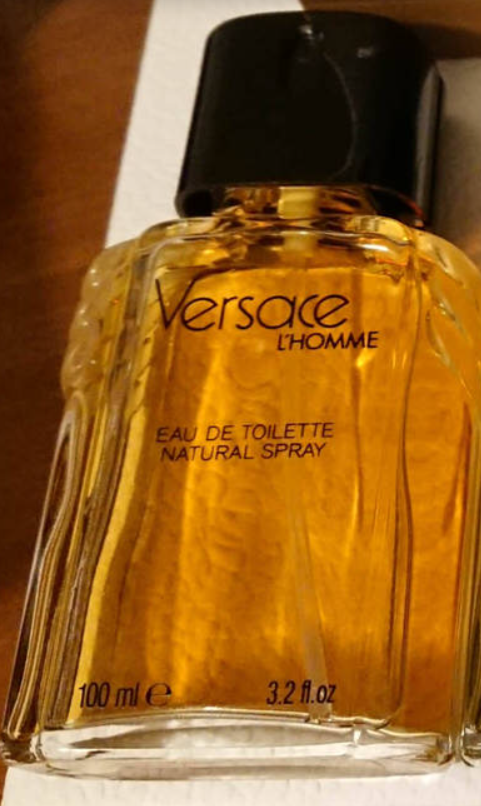 Versace
L'HOMME
EAU DE TOILETTE
NATURAL SPRAY
100 ml ℮ 3.2 fl.oz